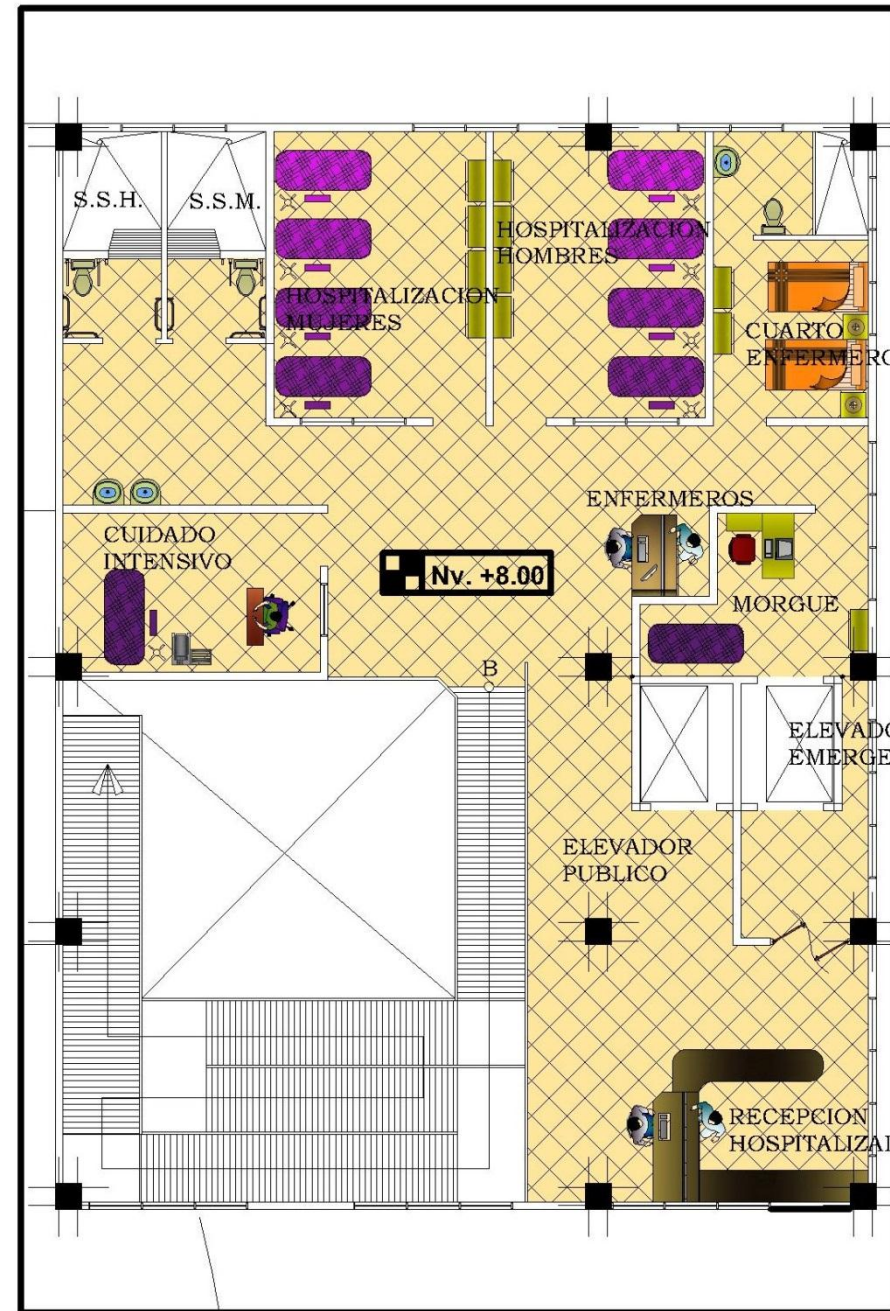 S.S.H.
S.S.M.
HOSPITALIZACION
HOMBRES
HOSPITALIZACION
MUJERES
CUARTO
ENFERMERO
ENFERMEROS
CUIDADO
INTENSIVO
Nv. +8.00
MORGUE
B
ELEVADO
EMERGE
ELEVADOR
PUBLICO
RECEPCION
HOSPITALIZA